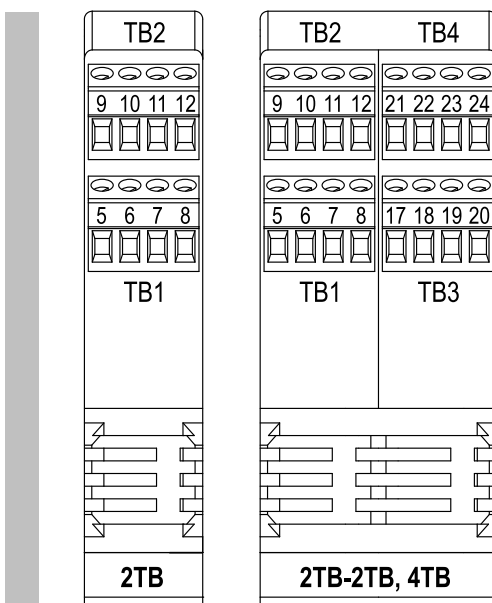 TB2
9 10 11 12
5 6 7 8
TB1
2TB
TB2 TB4
9 10 11 12 21 22 23 24
5 6 7 8 17 18 19 20
TB1 TB3
2TB-2TB, 4TB